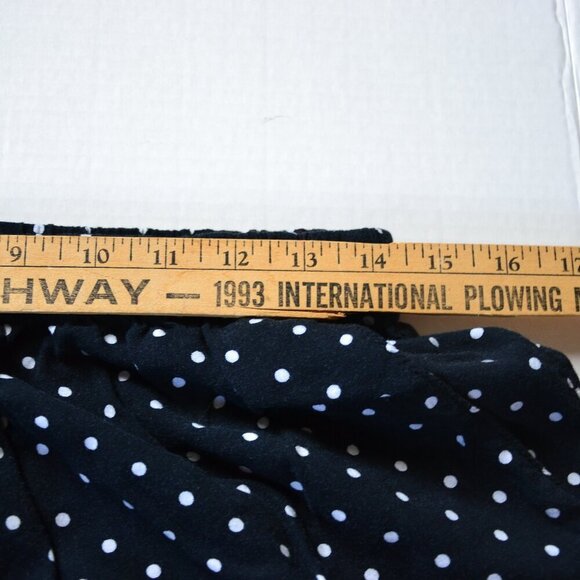 9 10 11 12 13 14 15 16
HWAY — 1993 INTERNATIONAL PLOWING